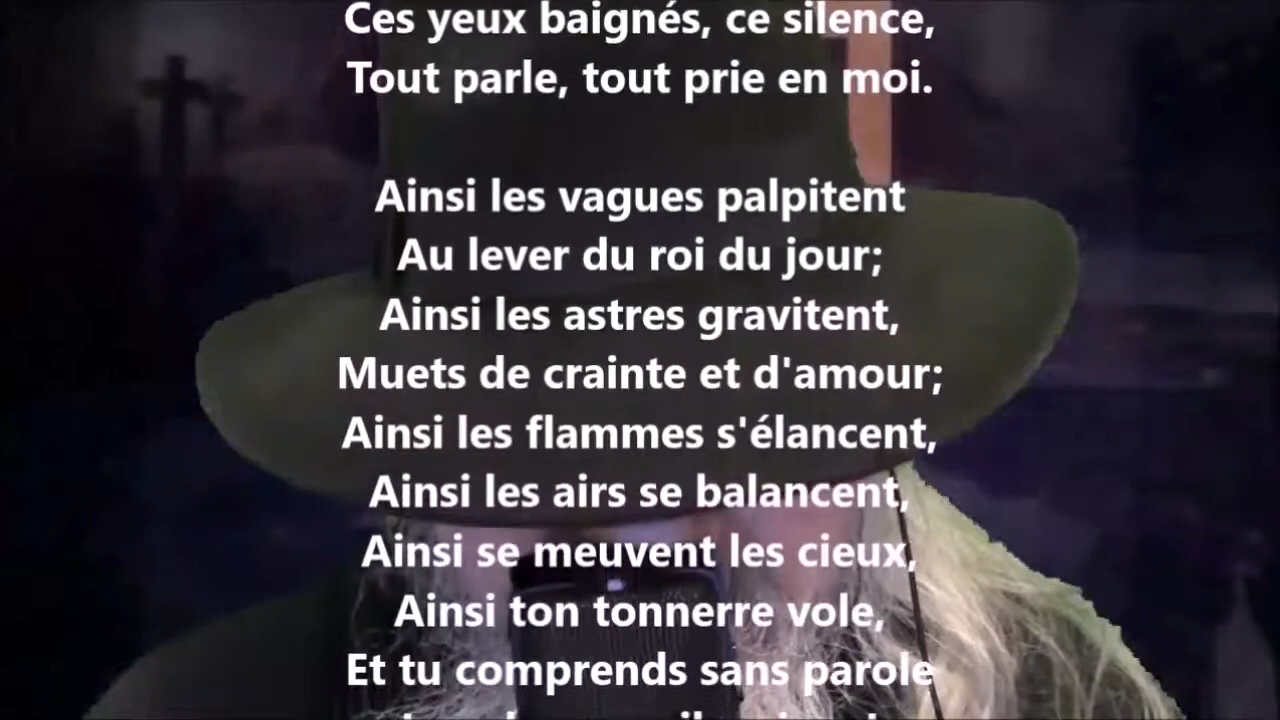 Ces yeux baignés, ce silence,
Tout parle, tout prie en moi.
Ainsi les vagues palpitent
Au lever du roi du jour;
Ainsi les astres gravitent,
Muets de crainte et d'amour;
Ainsi les flammes s'élancent,
Ainsi les airs se balancent,
Ainsi se meuvent les cieux,
Ainsi ton tonnerre vole,
Et tu comprends sans parole